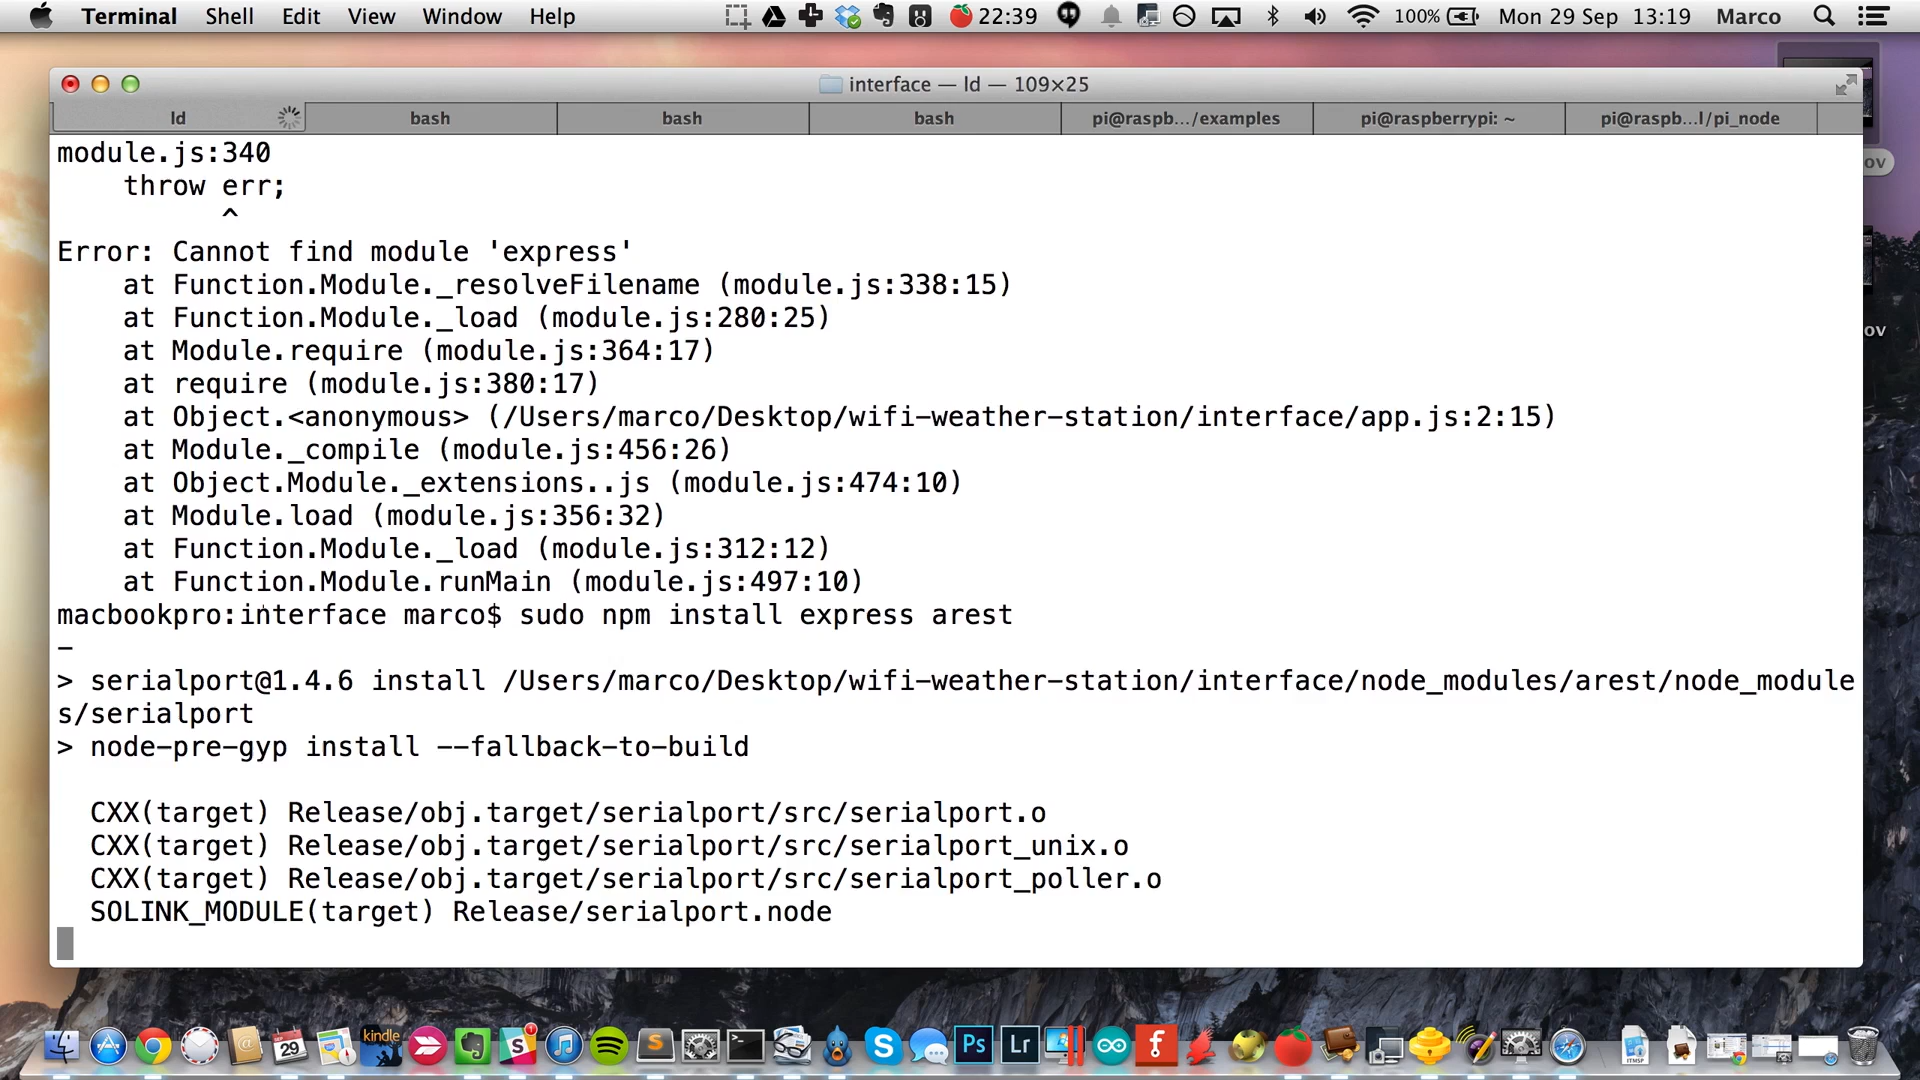 Terminal Shell Edit View Window Help 22:39 100% Mon 29 Sep 13:19 Marco
interface — ld — 109×25
ld bash bash bash pi@raspb.../examples pi@raspberrypi: ~ pi@raspb...l/pi_node
module.js:340
    throw err;
          ^
Error: Cannot find module 'express'
    at Function.Module._resolveFilename (module.js:338:15)
    at Function.Module._load (module.js:280:25)
    at Module.require (module.js:364:17)
    at require (module.js:380:17)
    at Object.<anonymous> (/Users/marco/Desktop/wifi-weather-station/interface/app.js:2:15)
    at Module._compile (module.js:456:26)
    at Object.Module._extensions..js (module.js:474:10)
    at Module.load (module.js:356:32)
    at Function.Module._load (module.js:312:12)
    at Function.Module.runMain (module.js:497:10)
macbookpro:interface marco$ sudo npm install express arest
–
> serialport@1.4.6 install /Users/marco/Desktop/wifi-weather-station/interface/node_modules/arest/node_module
s/serialport
> node-pre-gyp install --fallback-to-build
  CXX(target) Release/obj.target/serialport/src/serialport.o
  CXX(target) Release/obj.target/serialport/src/serialport_unix.o
  CXX(target) Release/obj.target/serialport/src/serialport_poller.o
  SOLINK_MODULE(target) Release/serialport.node
ov
ov
29 kindle S 1 S S Ps Lr f ITMSP